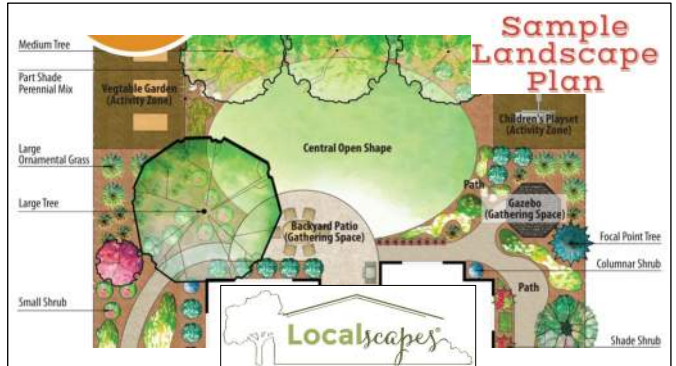 Sample
Landscape
Plan
Medium Tree
Part Shade
Perennial Mix
Vegtable Garden
(Activity Zone)
Children's Playset
(Activity Zone)
Central Open Shape
Large
Ornamental Grass
Large Tree
Path
Gazebo
(Gathering Space)
Backyard Patio
(Gathering Space)
Focal Point Tree
Columnar Shrub
Path
Small Shrub
Shade Shrub
Localscapes®